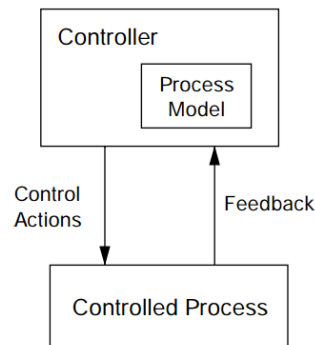 Controller
Process
Model
Control
Actions
Feedback
Controlled Process